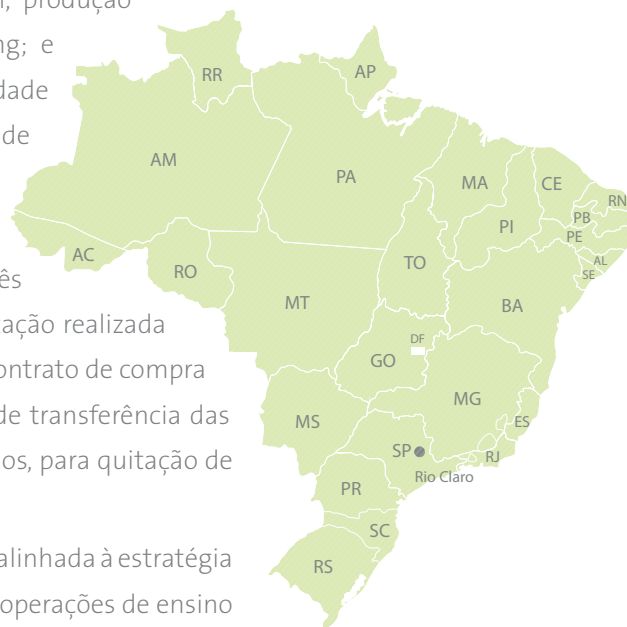 produção
ng; e
dade
de
ês
ação realizada
ontrato de compra
de transferência das
os, para quitação de
alinhada à estratégia
operações de ensino
RR
AP
AM
PA
MA
CE
RN
PI
PB
PE
AL
SE
AC
RO
TO
BA
MT
DF
GO
MG
ES
MS
SP
RJ
Rio Claro
PR
SC
RS